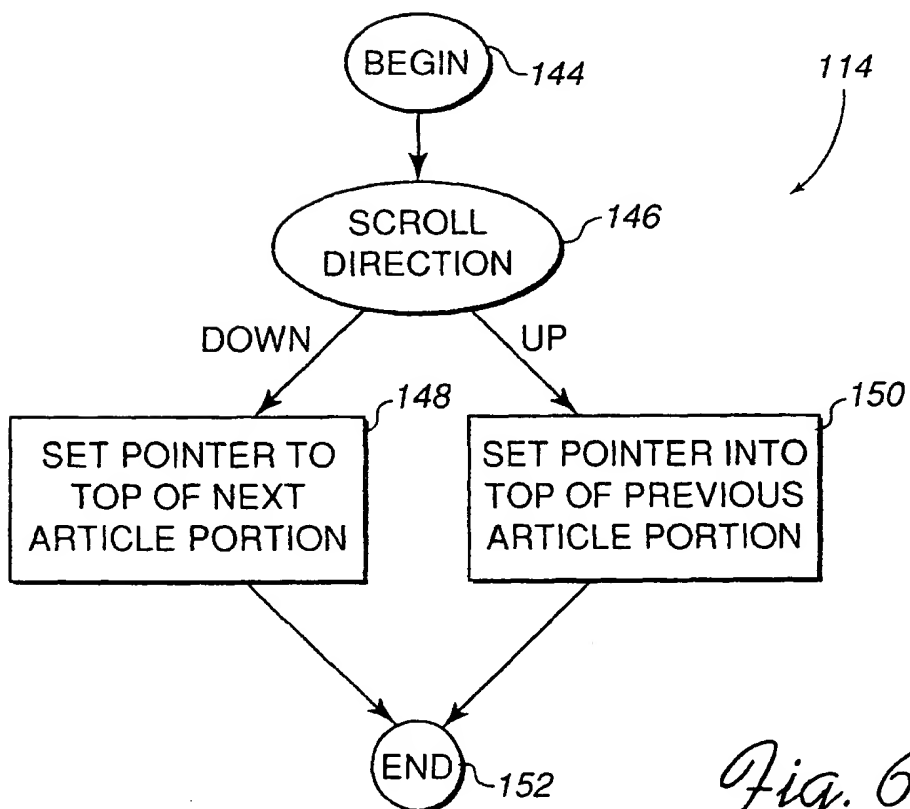 BEGIN
144
114
SCROLL
DIRECTION
146
DOWN
UP
148
150
SET POINTER TO
TOP OF NEXT
ARTICLE PORTION
SET POINTER INTO
TOP OF PREVIOUS
ARTICLE PORTION
END
152
Fig. 6